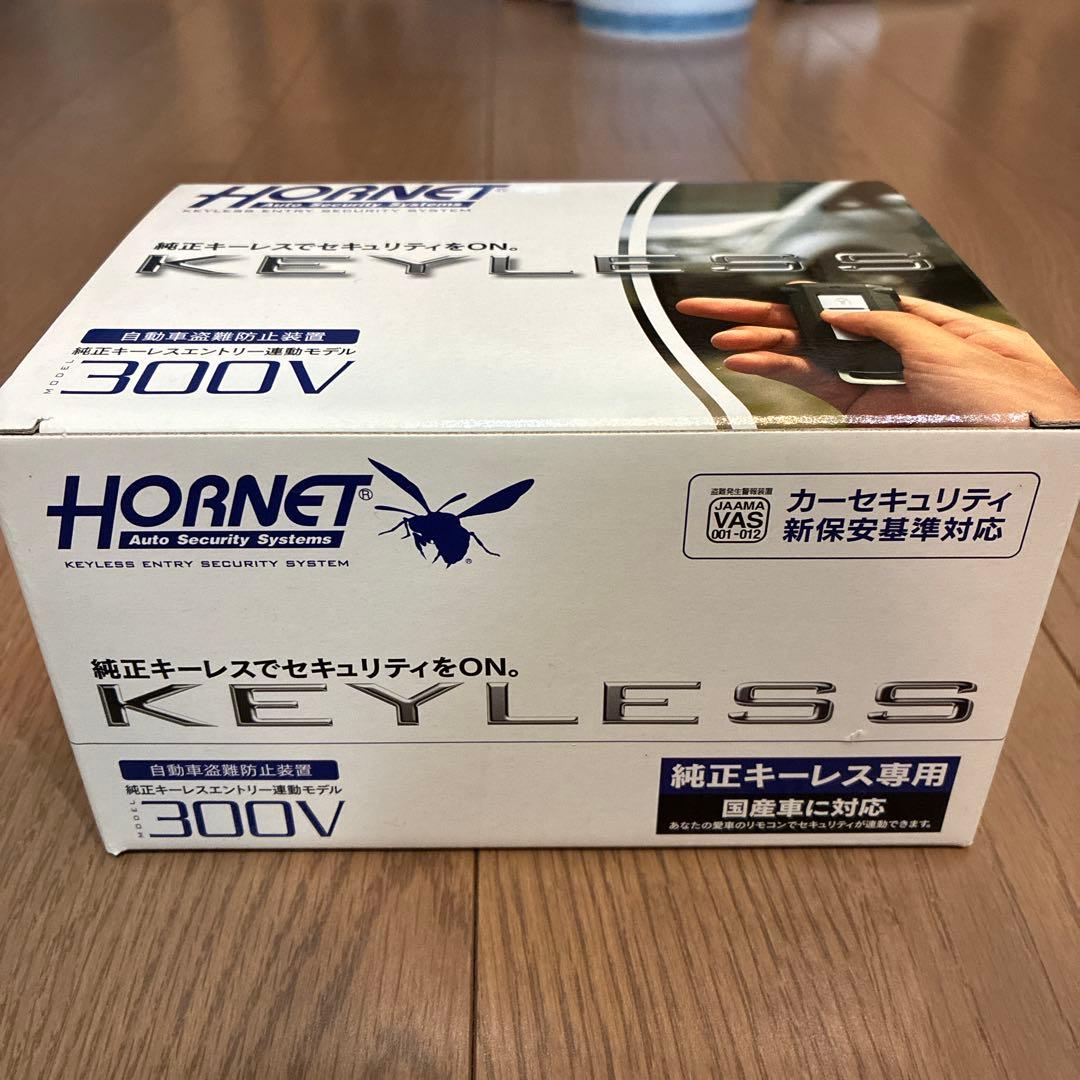 HORNET®
Auto Security Systems
KEYLESS ENTRY SECURITY SYSTEM
純正キーレスでセキュリティをON。
KEYLESS
自動車盗難防止装置
純正キーレスエントリー連動モデル
MODEL 300V
HORNET®
Auto Security Systems
®
KEYLESS ENTRY SECURITY SYSTEM
盗難発生警報装置
JAAMA
VAS
001-012
カーセキュリティ
新保安基準対応
純正キーレスでセキュリティをON。
KEYLESS
自動車盗難防止装置
純正キーレスエントリー連動モデル
MODEL 300V
純正キーレス専用
国産車に対応
あなたの愛車のリモコンでセキュリティが連動できます。